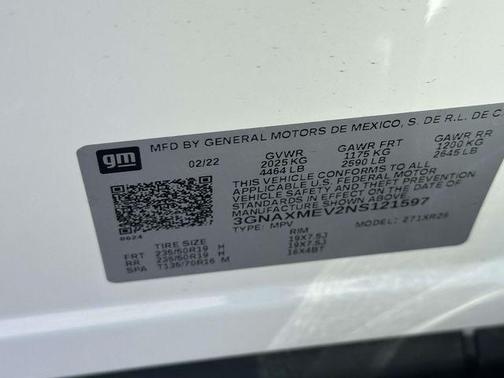 gm
MFD BY GENERAL MOTORS DE MEXICO, S. DE R.L. DE C.
02/22 GVWR GAWR FRT GAWR RR
2025 KG 1175 KG 1200 KG
4464 LB 2590 LB 2645 LB
THIS VEHICLE CONFORMS TO ALL APPLICABLE U.S. FEDERAL MOTOR
VEHICLE SAFETY AND THEFT PREVENTION
STANDARDS IN EFFECT ON THE DATE OF
MANUFACTURE SHOWN ABOVE.
3GNAXMEV2NS121597
TYPE: MPV MODEL: 271XR26
0624
TIRE SIZE RIM
FRT 235/50R19 H 19X7.5J
RR 235/50R19 H 19X7.5J
SPA T135/70R16 M 16X4BT